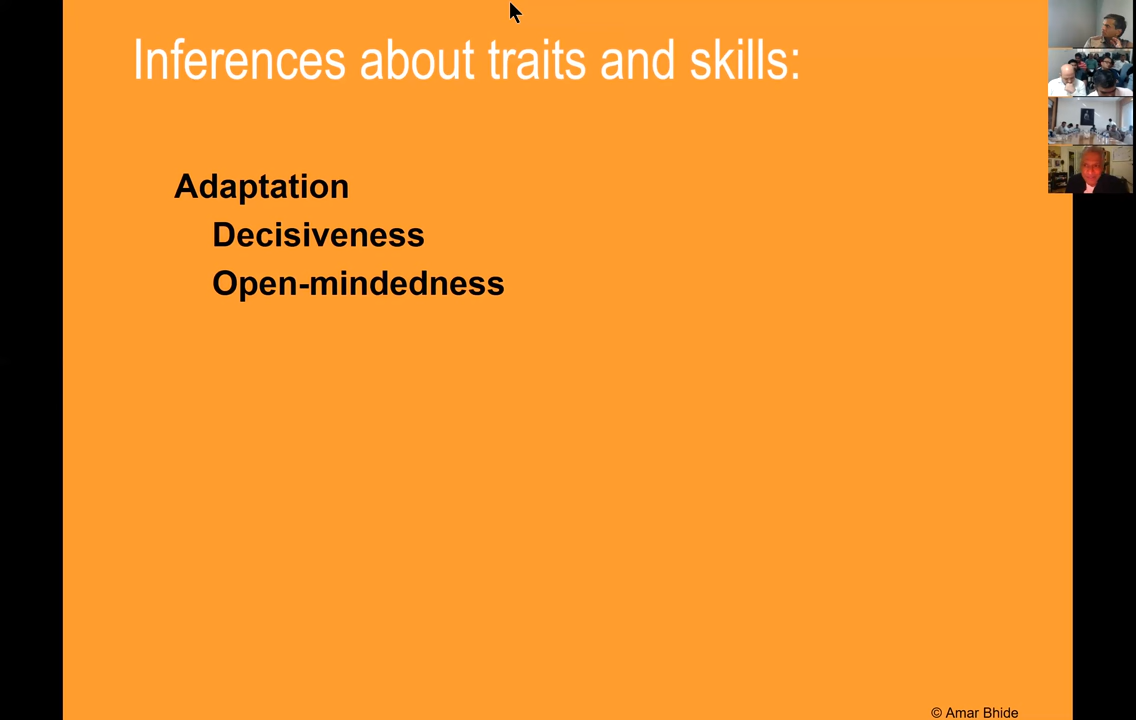 Inferences about traits and skills:
Adaptation
Decisiveness
Open-mindedness
© Amar Bhide